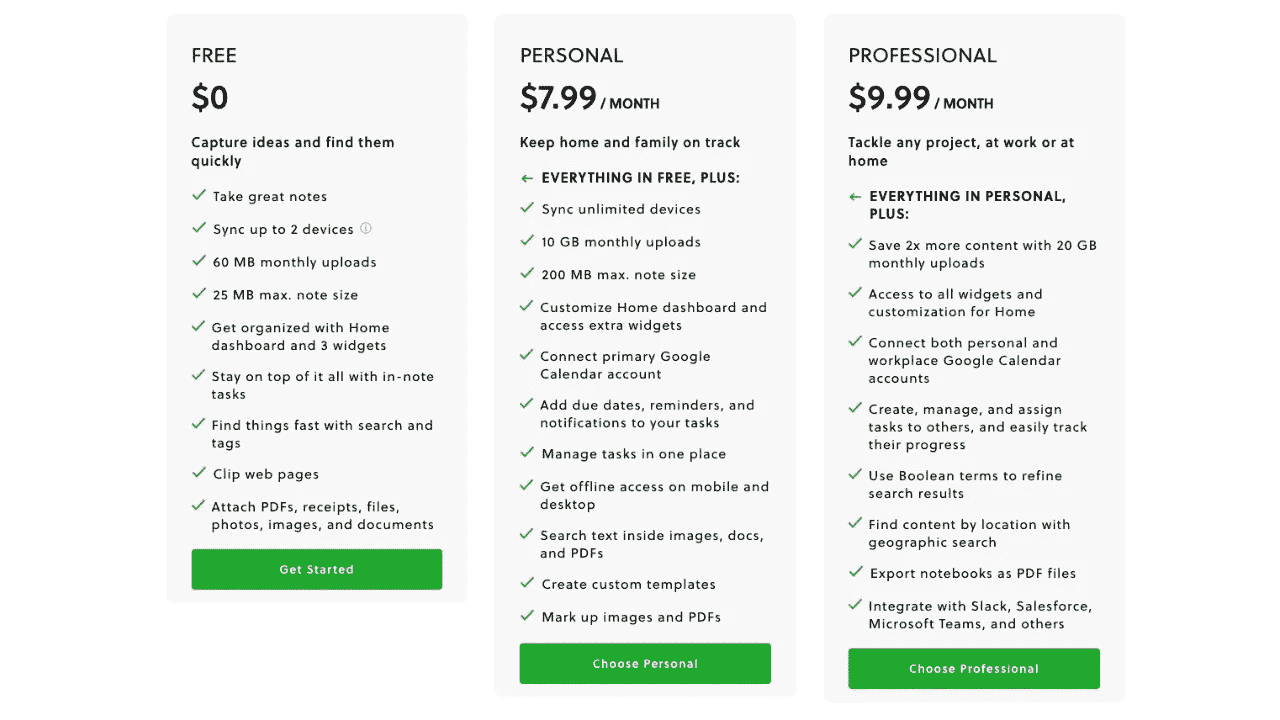 FREE
$0
Capture ideas and find them
quickly
Take great notes
Sync up to 2 devices
60 MB monthly uploads
25 MB max. note size
Get organized with Home
dashboard and 3 widgets
Stay on top of it all with in-note
tasks
Find things fast with search and
tags
Clip web pages
Attach PDFs, receipts, files,
photos, images, and documents
Get Started
PERSONAL
$7.99 / MONTH
Keep home and family on track
EVERYTHING IN FREE, PLUS:
Sync unlimited devices
10 GB monthly uploads
200 MB max. note size
Customize Home dashboard and
access extra widgets
Connect primary Google
Calendar account
Add due dates, reminders, and
notifications to your tasks
Manage tasks in one place
Get offline access on mobile and
desktop
Search text inside images, docs,
and PDFs
Create custom templates
Mark up images and PDFs
Choose Personal
PROFESSIONAL
$9.99 / MONTH
Tackle any project, at work or at
home
EVERYTHING IN PERSONAL,
PLUS:
Save 2x more content with 20 GB
monthly uploads
Access to all widgets and
customization for Home
Connect both personal and
workplace Google Calendar
accounts
Create, manage, and assign
tasks to others, and easily track
their progress
Use Boolean terms to refine
search results
Find content by location with
geographic search
Export notebooks as PDF files
Integrate with Slack, Salesforce,
Microsoft Teams, and others
Choose Professional